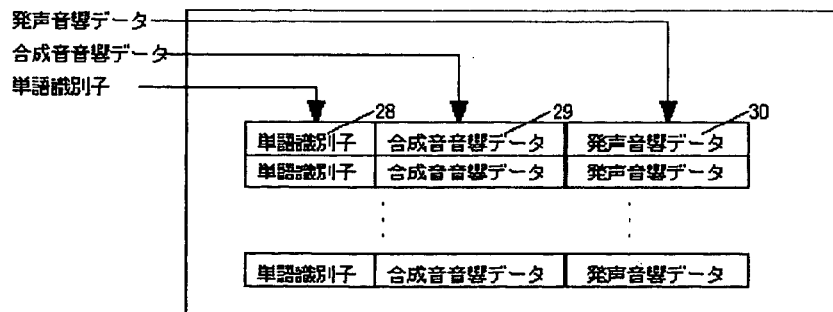 発声音響データ
合成音音響データ
単語識別子
28 29 30
単語識別子 合成音音響データ 発声音響データ
単語識別子 合成音音響データ 発声音響データ
単語識別子 合成音音響データ 発声音響データ